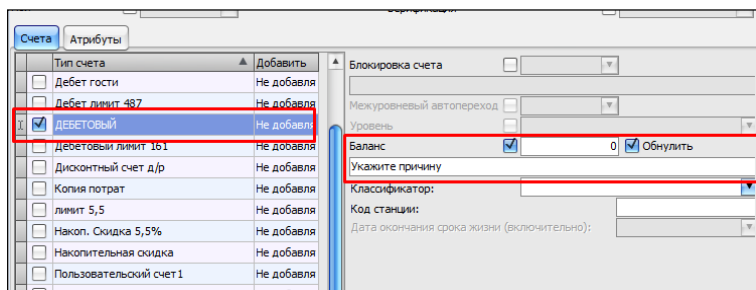 Счета Атрибуты
Тип счета Добавить
Дебет гости Не добавля
Дебет лимит 487 Не добавля
ДЕБЕТОВЫЙ Не добавля
Дебетовый лимит 161 Не добавля
Дисконтный счет д/р Не добавля
Копия потрат Не добавля
лимит 5,5 Не добавля
Накоп. Скидка 5,5% Не добавля
Накопительная скидка Не добавля
Пользовательский счет1 Не добавля
Блокировка счета
Межуровневый автопереход
Уровень
Баланс 0 Обнулить
Укажите причину
Классификатор:
Код станции:
Дата окончания срока жизни (включительно):